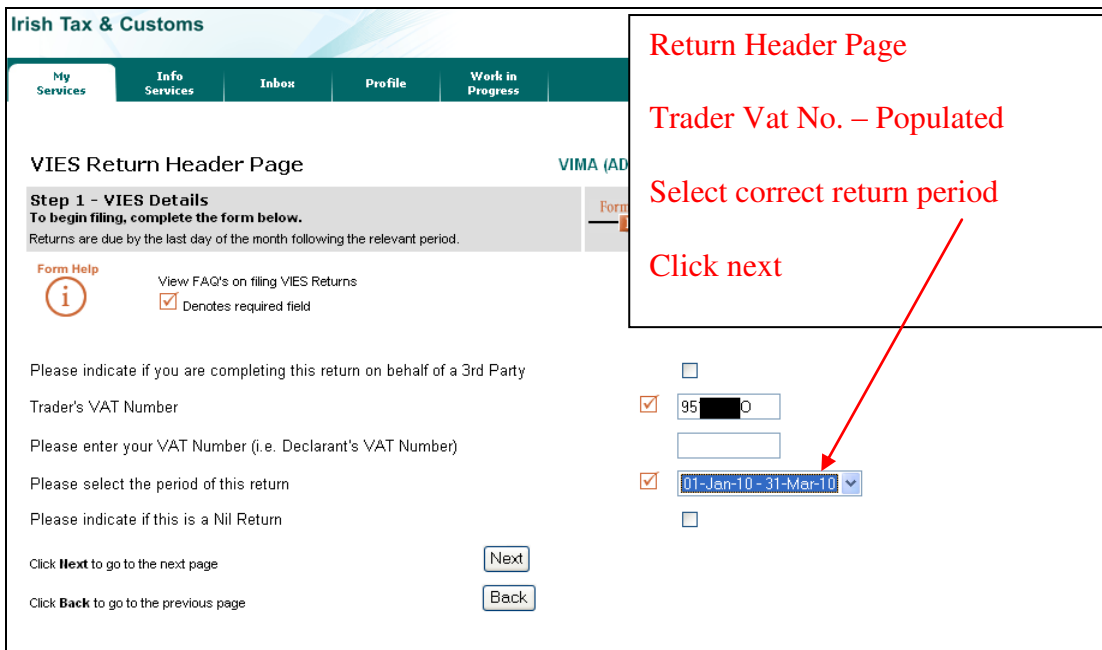 Irish Tax & Customs
My Services
Info Services
Inbox
Profile
Work in Progress
Return Header Page
Trader Vat No. – Populated
Select correct return period
Click next
VIES Return Header Page
VIMA (AD
Step 1 - VIES Details
To begin filing, complete the form below.
Returns are due by the last day of the month following the relevant period.
Form
1
Form Help
i
View FAQ's on filing VIES Returns
Denotes required field
Please indicate if you are completing this return on behalf of a 3rd Party
Trader's VAT Number
95
O
Please enter your VAT Number (i.e. Declarant's VAT Number)
Please select the period of this return
01-Jan-10 - 31-Mar-10
Please indicate if this is a Nil Return
Click Next to go to the next page
Next
Click Back to go to the previous page
Back